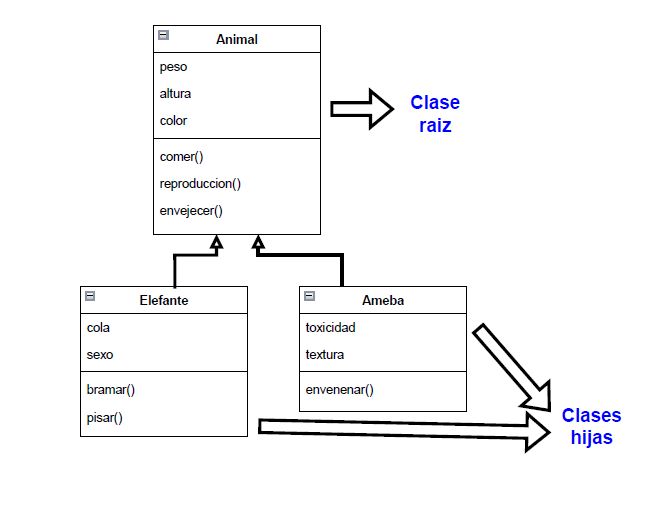 Animal
peso
altura
color
comer()
reproduccion()
envejecer()
Clase
raiz
Elefante
cola
sexo
bramar()
pisar()
Ameba
toxicidad
textura
envenenar()
Clases
hijas